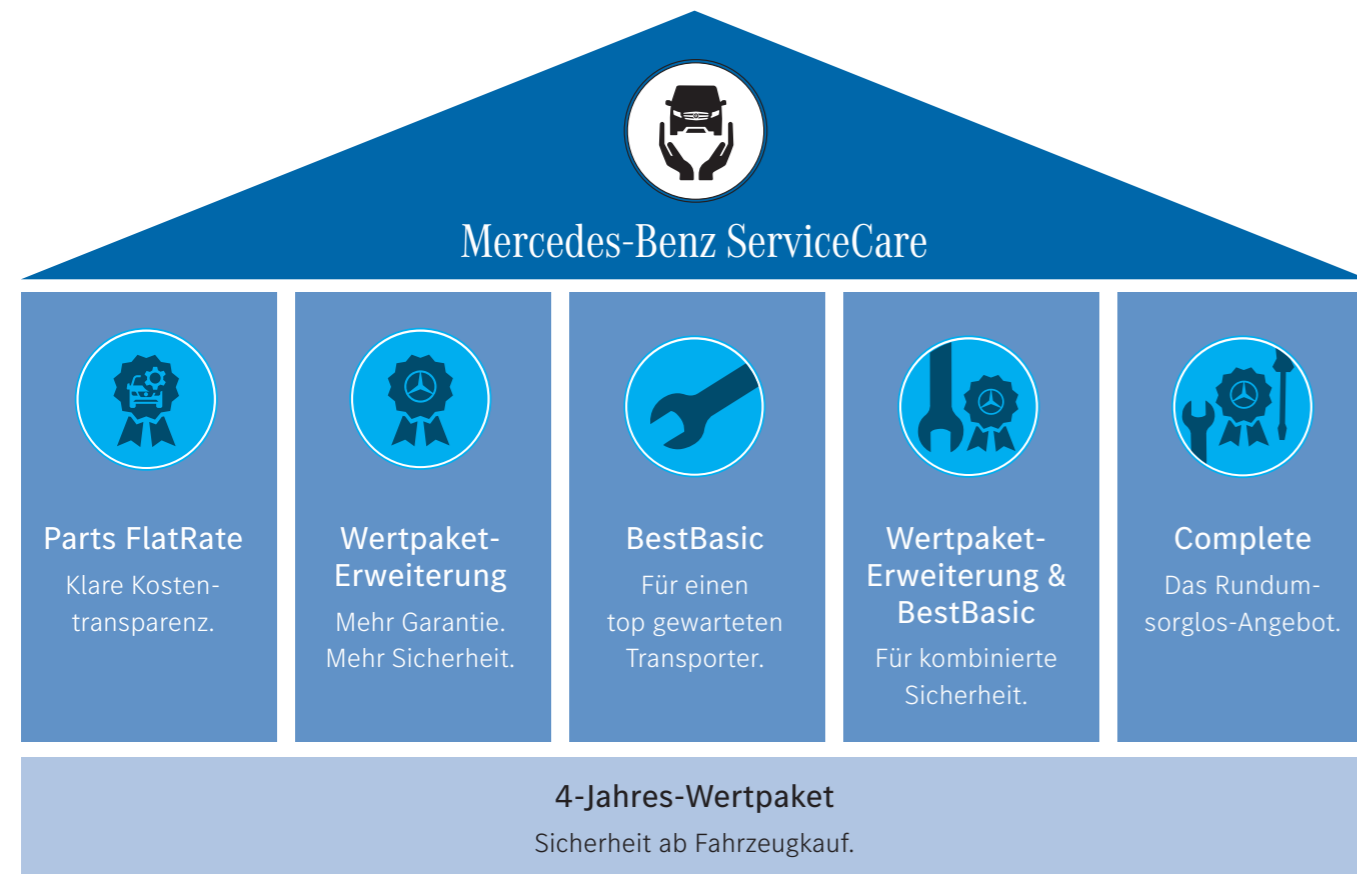 Mercedes-Benz ServiceCare
Parts FlatRate
Klare Kosten-
transparenz.
Wertpaket-
Erweiterung
Mehr Garantie.
Mehr Sicherheit.
BestBasic
Für einen
top gewarteten
Transporter.
Wertpaket-
Erweiterung &
BestBasic
Für kombinierte
Sicherheit.
Complete
Das Rundum-
sorglos-Angebot.
4-Jahres-Wertpaket
Sicherheit ab Fahrzeugkauf.